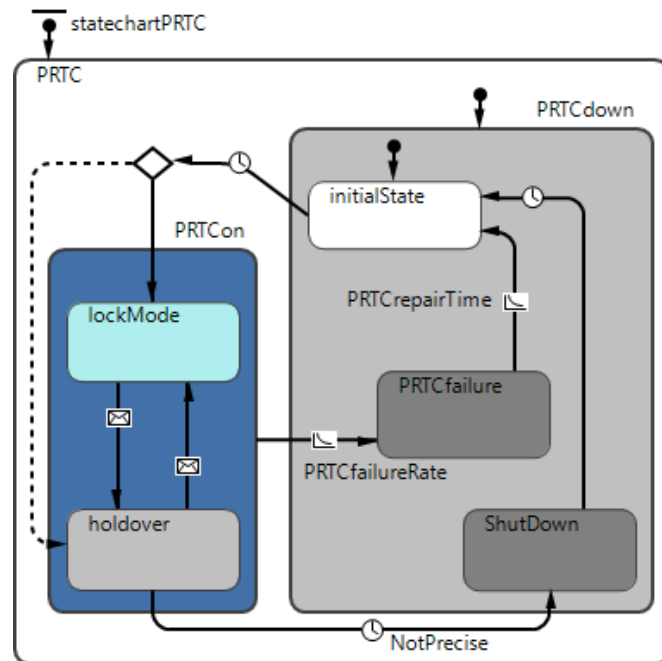 statechartPRTC
PRTC
PRTCdown
initialState
PRTCon
PRTCrepairTime
lockMode
PRTCfailure
PRTCfailureRate
holdover
ShutDown
NotPrecise